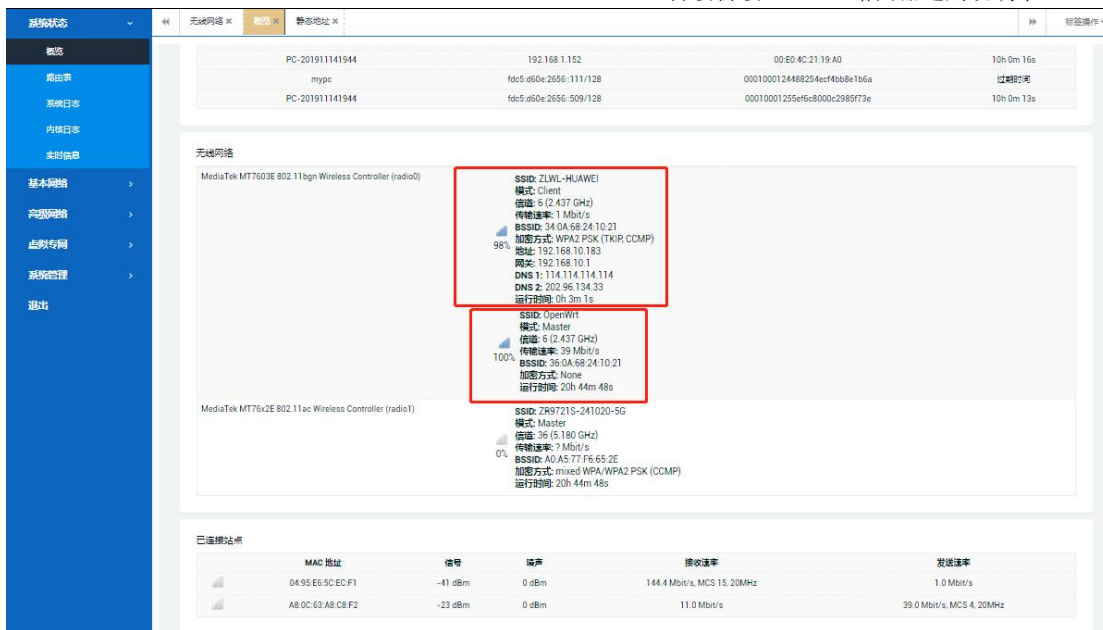 系统状态
无线网络 ×
概览 ×
静态地址 ×
标签操作
概览
路由表
系统日志
内核日志
实时信息
基本网络
高级网络
虚拟专网
系统管理
退出
PC-201911141944 192.168.1.152 00:E0:4C:21:19:A0 10h 0m 16s
mypc fdc5:d60e:2656::111/128 0001000124488254ecf4bb8e1b6a 过期时间
PC-201911141944 fdc5:d60e:2656::509/128 00010001255ef6c8000c2985f73e 10h 0m 13s
无线网络
MediaTek MT7603E 802.11bgn Wireless Controller (radio0)
98%
SSID: ZLWL-HUAWEI
模式: Client
信道: 6 (2.437 GHz)
传输速率: 1 Mbit/s
BSSID: 34:0A:68:24:10:21
加密方式: WPA2 PSK (TKIP, CCMP)
地址: 192.168.10.183
网关: 192.168.10.1
DNS 1: 114.114.114.114
DNS 2: 202.96.134.33
运行时间: 0h 3m 1s
100%
SSID: OpenWrt
模式: Master
信道: 6 (2.437 GHz)
传输速率: 39 Mbit/s
BSSID: 36:0A:68:24:10:21
加密方式: None
运行时间: 20h 44m 48s
MediaTek MT76x2E 802.11ac Wireless Controller (radio1)
0%
SSID: ZR9721S-241020-5G
模式: Master
信道: 36 (5.180 GHz)
传输速率: ? Mbit/s
BSSID: A0:A5:77:F6:65:2E
加密方式: mixed WPA/WPA2 PSK (CCMP)
运行时间: 20h 44m 48s
已连接站点
MAC 地址 信号 噪声 接收速率 发送速率
04:95:E6:5C:EC:F1 -41 dBm 0 dBm 144.4 Mbit/s, MCS 15, 20MHz 1.0 Mbit/s
A8:0C:63:A8:C8:F2 -23 dBm 0 dBm 11.0 Mbit/s 39.0 Mbit/s, MCS 4, 20MHz